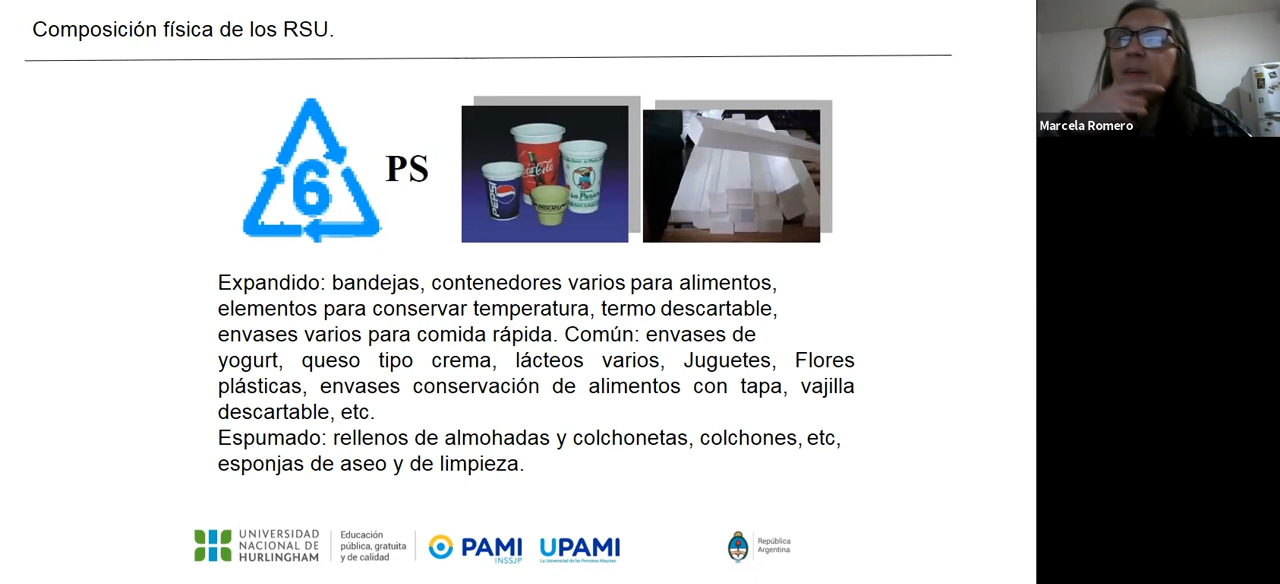 Composición física de los RSU.
Marcela Romero
6
PS
PEPSI
Coca-Cola
Expandido: bandejas, contenedores varios para alimentos,
elementos para conservar temperatura, termo descartable,
envases varios para comida rápida. Común: envases de
yogurt, queso tipo crema, lácteos varios, Juguetes, Flores
plásticas, envases conservación de alimentos con tapa, vajilla
descartable, etc.
Espumado: rellenos de almohadas y colchonetas, colchones, etc,
esponjas de aseo y de limpieza.
UNIVERSIDAD
NACIONAL DE
HURLINGHAM
Educación
pública, gratuita
y de calidad
PAMI
INSSJP
UPAMI
La Universidad de las Personas Mayores
República
Argentina